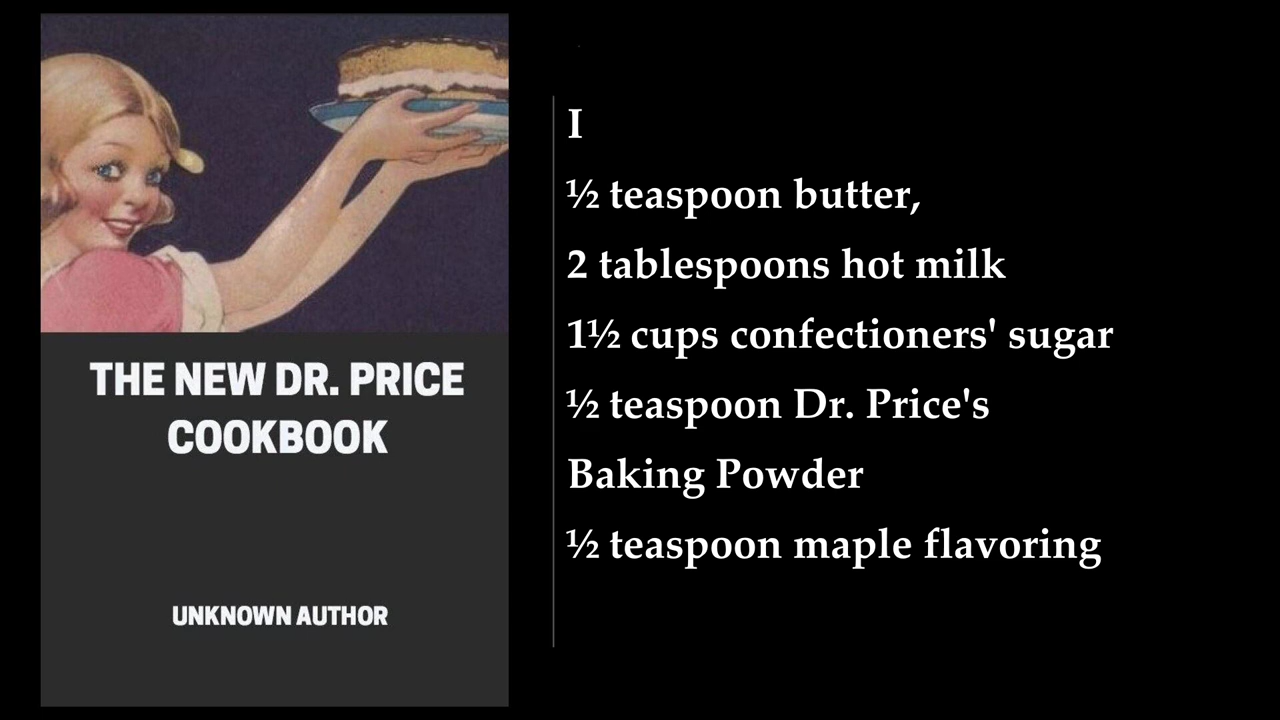 THE NEW DR. PRICE
COOKBOOK
UNKNOWN AUTHOR
I
½ teaspoon butter,
2 tablespoons hot milk
1½ cups confectioners' sugar
½ teaspoon Dr. Price's
Baking Powder
½ teaspoon maple flavoring